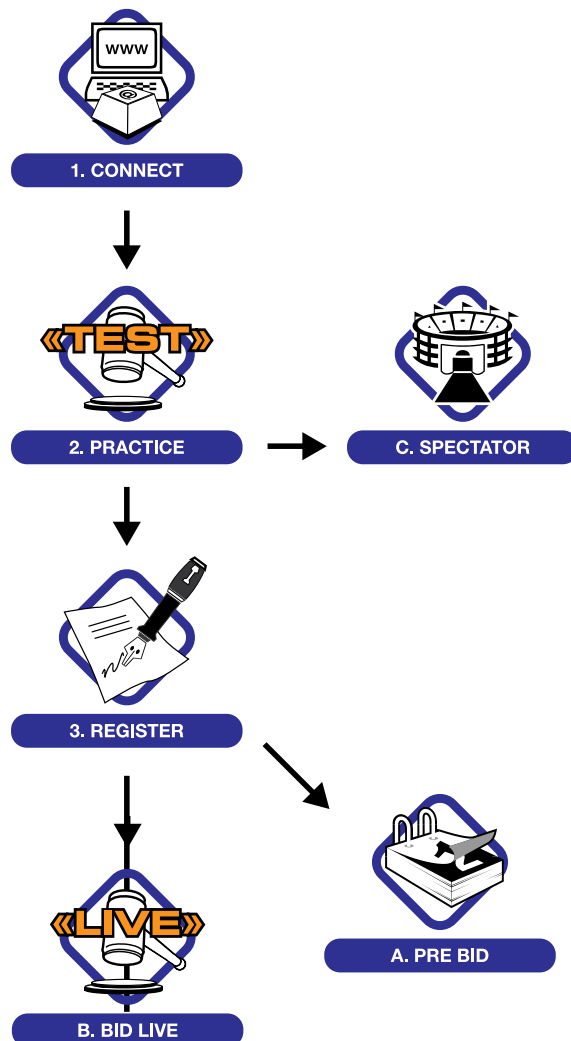 WWW
@
1. CONNECT
«TEST»
2. PRACTICE
C. SPECTATOR
3. REGISTER
«LIVE»
A. PRE BID
B. BID LIVE